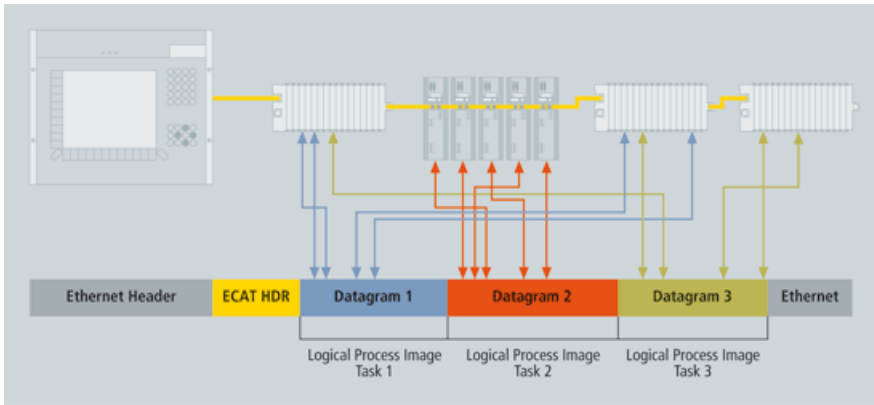 Ethernet Header
ECAT HDR
Datagram 1
Datagram 2
Datagram 3
Ethernet
Logical Process Image
Task 1
Logical Process Image
Task 2
Logical Process Image
Task 3